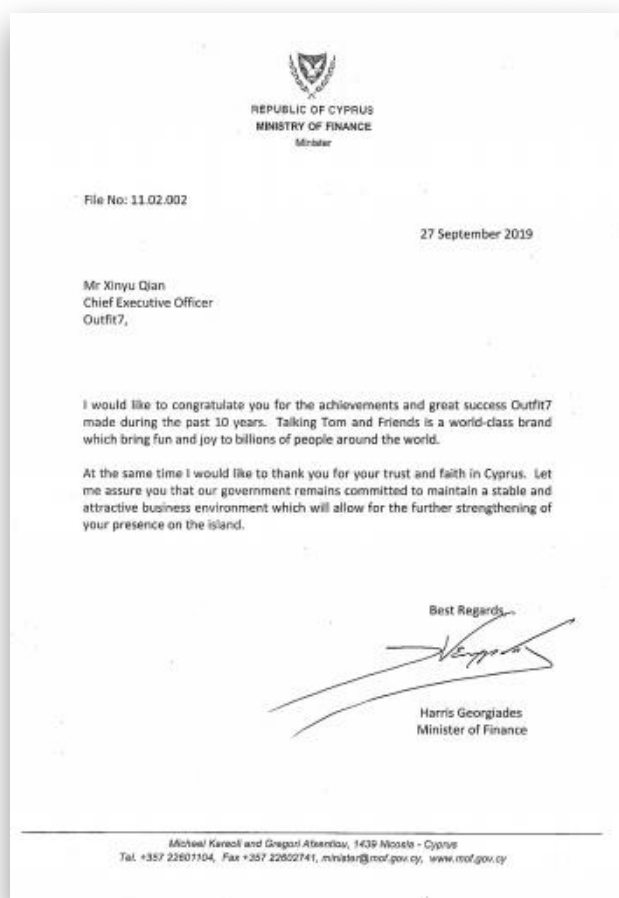 REPUBLIC OF CYPRUS
MINISTRY OF FINANCE
Minister
File No: 11.02.002
27 September 2019
Mr Xinyu Qian
Chief Executive Officer
Outfit7,
I would like to congratulate you for the achievements and great success Outfit7
made during the past 10 years. Talking Tom and Friends is a world-class brand
which bring fun and joy to billions of people around the world.
At the same time I would like to thank you for your trust and faith in Cyprus. Let
me assure you that our government remains committed to maintain a stable and
attractive business environment which will allow for the further strengthening of
your presence on the island.
Best Regards,
Harris Georgiades
Minister of Finance
Micheal Karaoli and Gregori Afxentiou, 1439 Nicosia - Cyprus
Tel. +357 22601104, Fax +357 22602741, minister@mof.gov.cy, www.mof.gov.cy